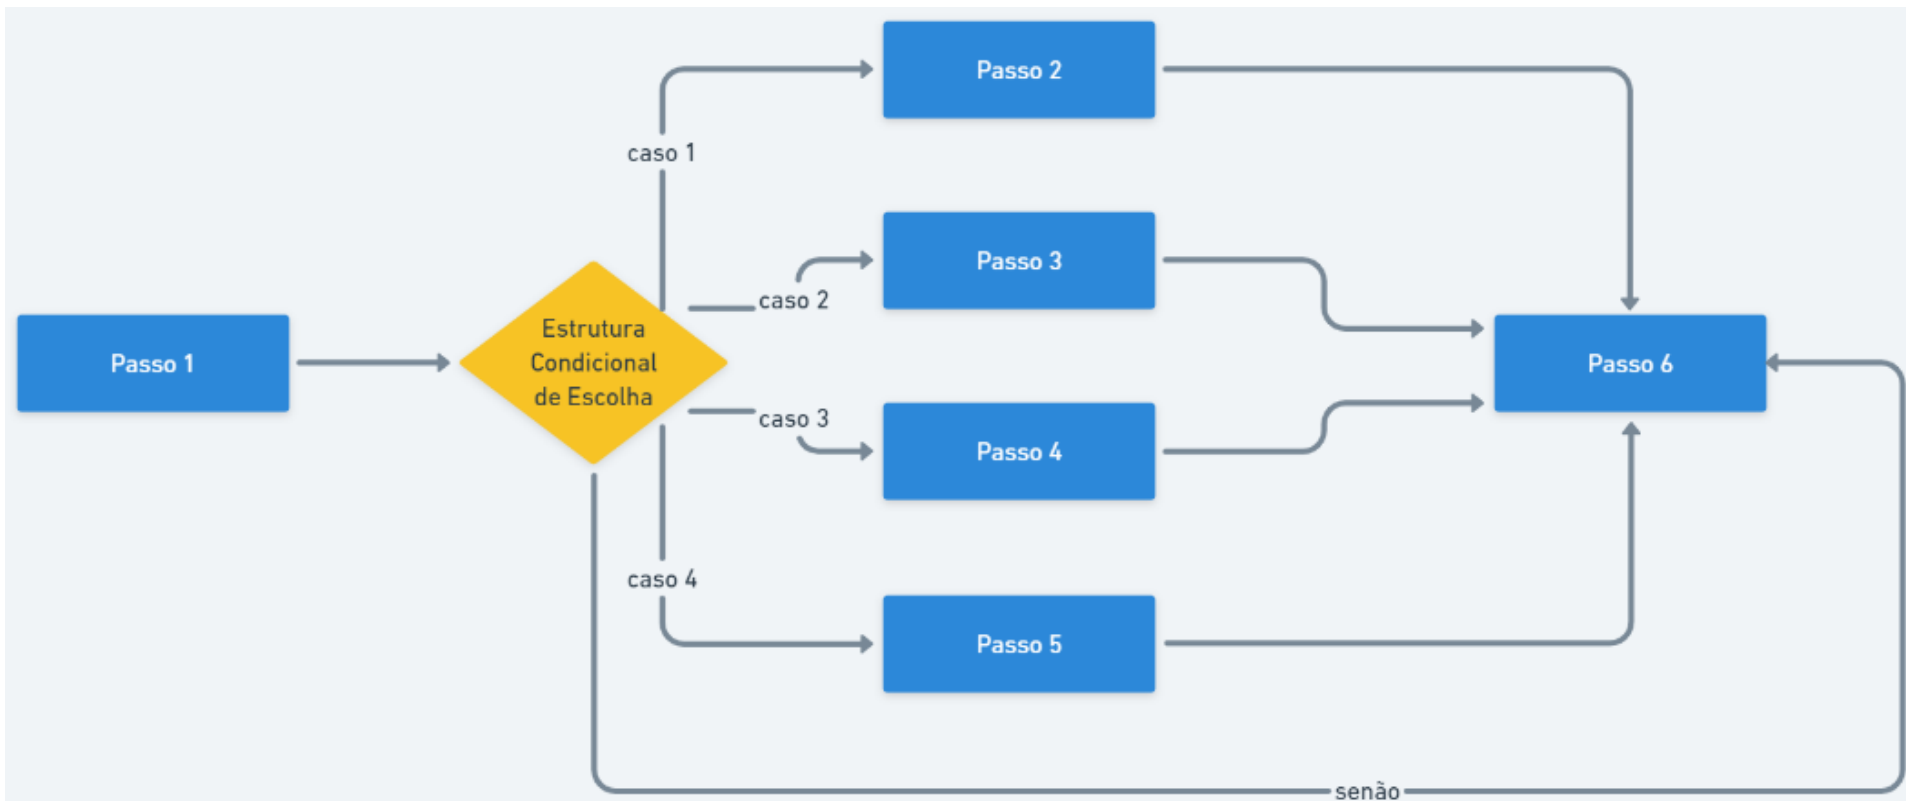 Passo 2
caso 1
Passo 3
caso 2
Estrutura
Condicional
de Escolha
Passo 1
Passo 6
caso 3
Passo 4
caso 4
Passo 5
senão